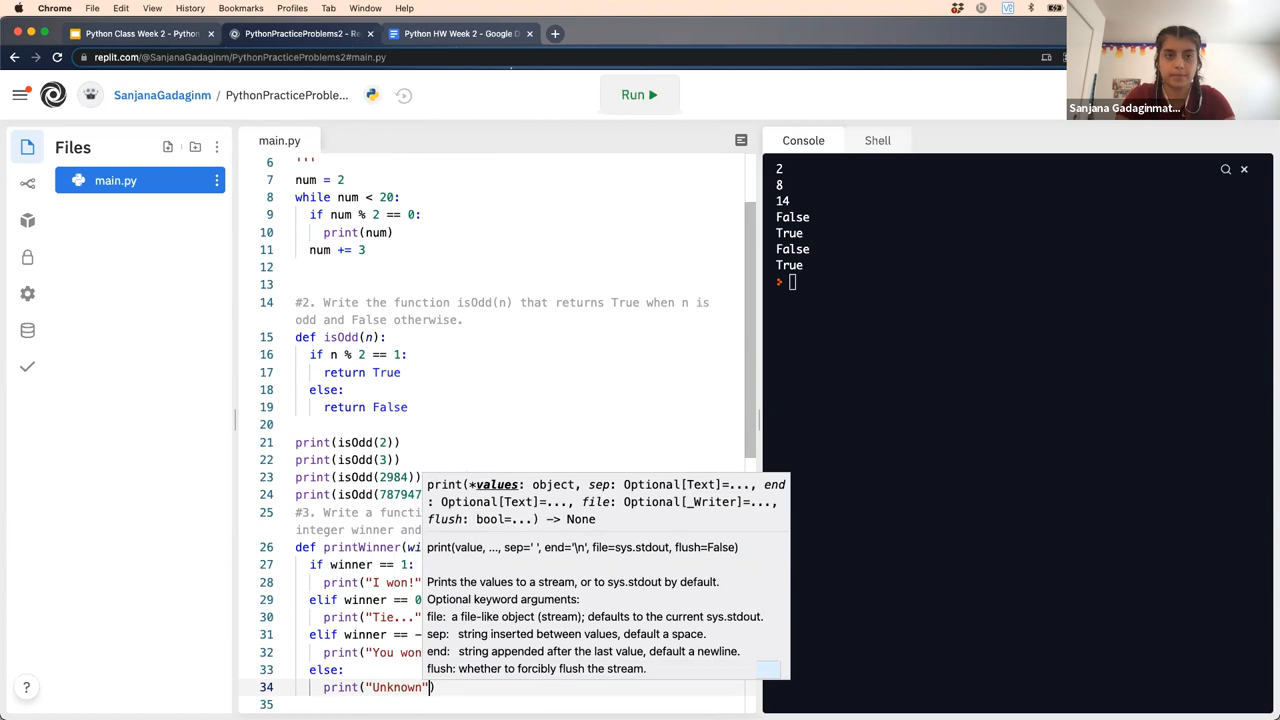 Chrome File Edit View History Bookmarks Profiles Tab Window Help
Python Class Week 2 - Python
PythonPracticeProblems2 - Re
Python HW Week 2 - Google D
replit.com/@SanjanaGadaginm/PythonPracticeProblems2#main.py
SanjanaGadaginm / PythonPracticeProble...
Run
Sanjana Gadaginmat...
Files
main.py
main.py
Console Shell
6 '''
7 num = 2
8 while num < 20:
9 if num % 2 == 0:
10 print(num)
11 num += 3
12
13
14 #2. Write the function isOdd(n) that returns True when n is
odd and False otherwise.
15 def isOdd(n):
16 if n % 2 == 1:
17 return True
18 else:
19 return False
20
21 print(isOdd(2))
22 print(isOdd(3))
23 print(isOdd(2984))
24 print(isOdd(787947
25 #3. Write a functi
integer winner and
26 def printWinner(wi
27 if winner == 1:
28 print("I won!"
29 elif winner == 0
30 print("Tie..."
31 elif winner == -
32 print("You won
33 else:
34 print("Unknown")
35
print(*values: object, sep: Optional[Text]=..., end
: Optional[Text]=..., file: Optional[_Writer]=...,
flush: bool=...) -> None
print(value, ..., sep=' ', end='\n', file=sys.stdout, flush=False)
Prints the values to a stream, or to sys.stdout by default.
Optional keyword arguments:
file: a file-like object (stream); defaults to the current sys.stdout.
sep: string inserted between values, default a space.
end: string appended after the last value, default a newline.
flush: whether to forcibly flush the stream.
2
8
14
False
True
False
True
?